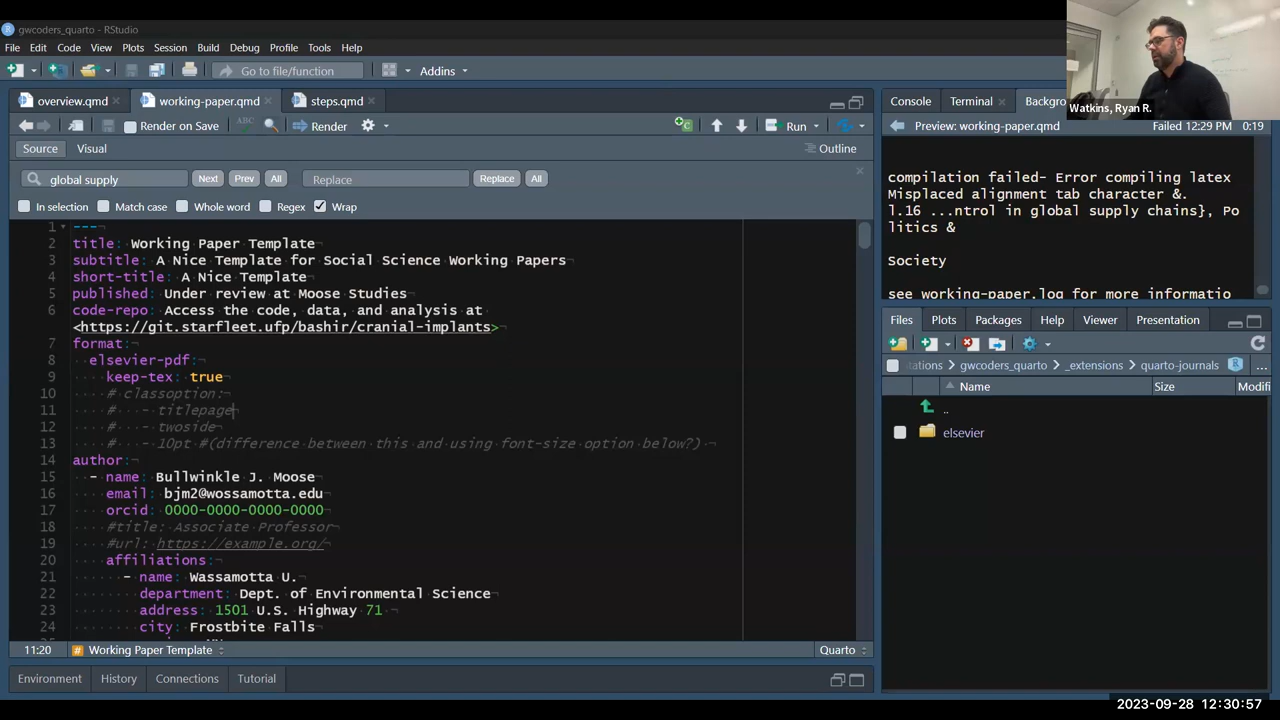 gwcoders_quarto - RStudio
File Edit Code View Plots Session Build Debug Profile Tools Help
Go to file/function Addins
overview.qmd working-paper.qmd steps.qmd
Render on Save ABC Render Run
Source Visual Outline
global supply Next Prev All Replace Replace All
In selection Match case Whole word Regex Wrap
1 ---
2 title: Working Paper Template
3 subtitle: A Nice Template for Social Science Working Papers
4 short-title: A Nice Template
5 published: Under review at Moose Studies
6 code-repo: Access the code, data, and analysis at
<https://git.starfleet.ufp/bashir/cranial-implants>
7 format:
8 elsevier-pdf:
9 keep-tex: true
10 # classoption:
11 # - titlepage
12 # - twoside
13 # - 10pt #(difference between this and using font-size option below?)
14 author:
15 - name: Bullwinkle J. Moose
16 email: bjm2@wossamotta.edu
17 orcid: 0000-0000-0000-0000
18 #title: Associate Professor
19 #url: https://example.org/
20 affiliations:
21 - name: Wassamotta U.
22 department: Dept. of Environmental Science
23 address: 1501 U.S. Highway 71
24 city: Frostbite Falls
11:20 # Working Paper Template Quarto
Environment History Connections Tutorial
Watkins, Ryan R.
Console Terminal Backgro
Preview: working-paper.qmd Failed 12:29 PM 0:19
compilation failed- Error compiling latex
Misplaced alignment tab character &.
l.16 ...ntrol in global supply chains}, Po
litics &
Society
see working-paper.log for more informatio
Files Plots Packages Help Viewer Presentation
tations gwcoders_quarto _extensions quarto-journals ...
Name Size Modifi
..
elsevier
2023-09-28 12:30:57